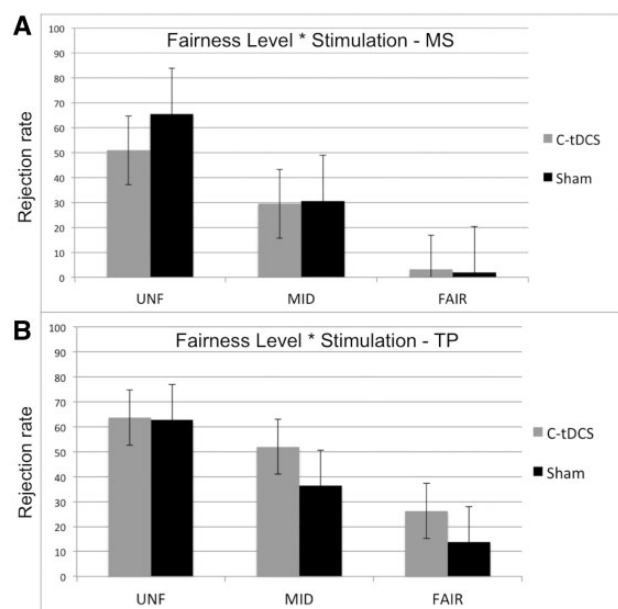 A
Fairness Level * Stimulation - MS
Rejection rate
100
90
80
70
60
50
40
30
20
10
0
UNF MID FAIR
C-tDCS
Sham
B
Fairness Level * Stimulation - TP
Rejection rate
100
90
80
70
60
50
40
30
20
10
0
UNF MID FAIR
C-tDCS
Sham